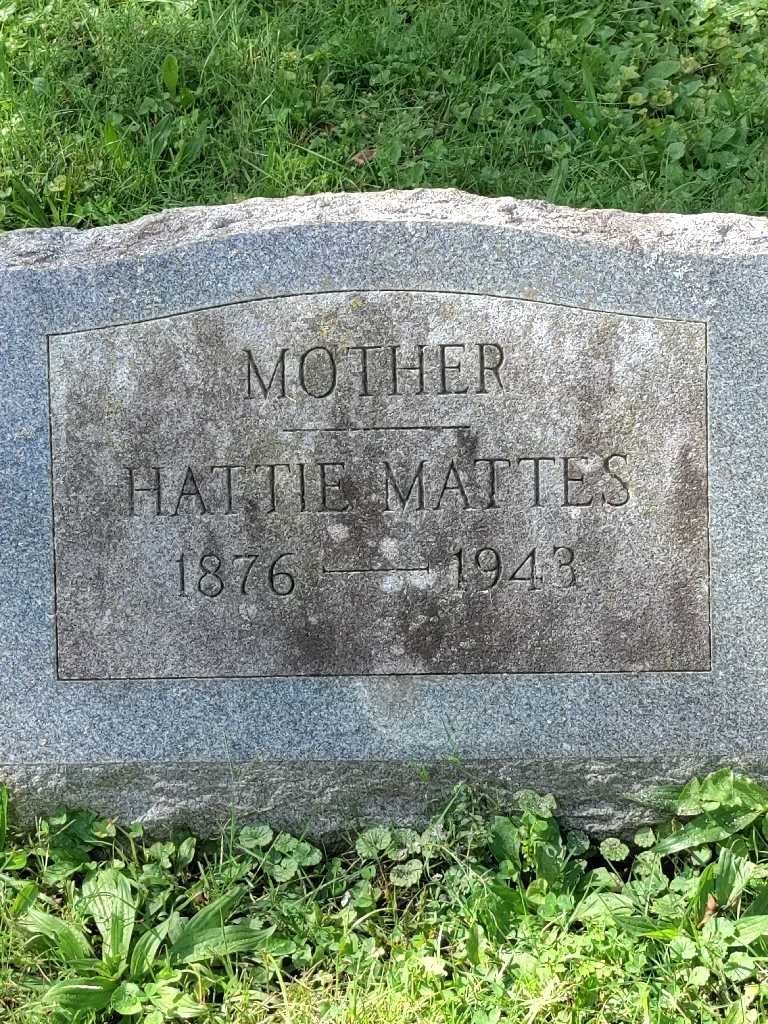 MOTHER
HATTIE MATTES
1876 — 1943